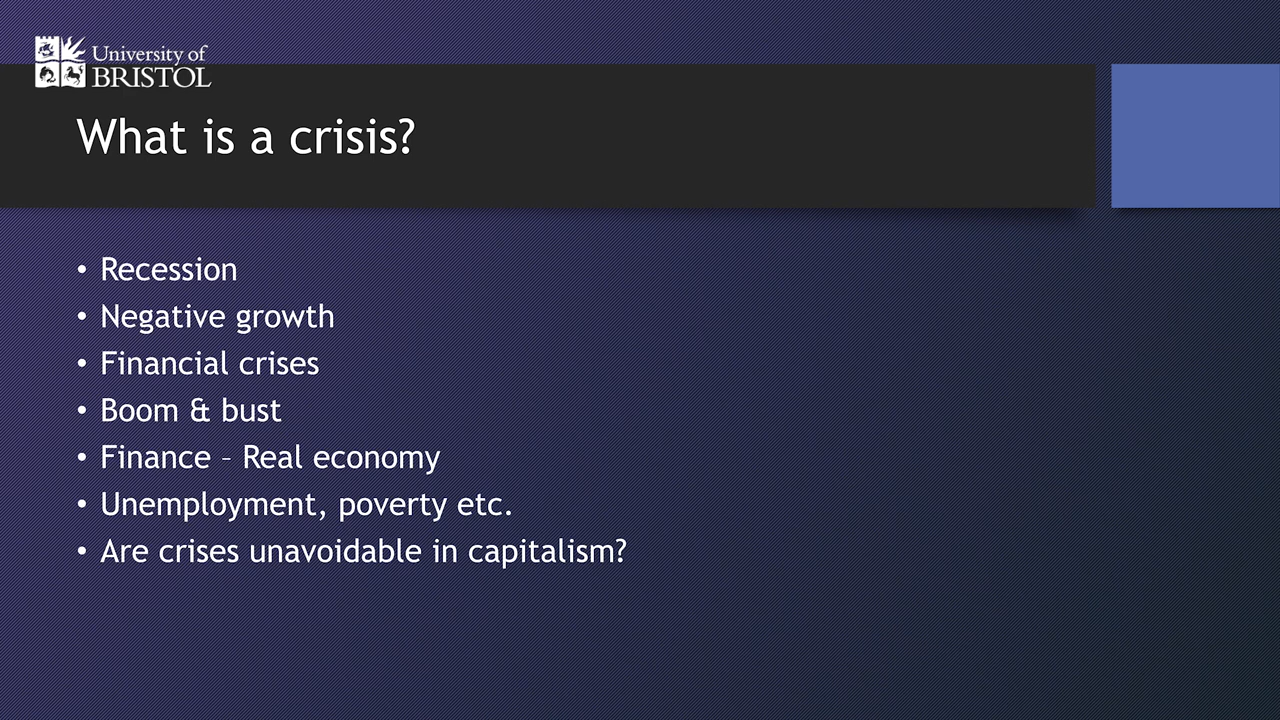 University of
BRISTOL
What is a crisis?
• Recession
• Negative growth
• Financial crises
• Boom & bust
• Finance – Real economy
• Unemployment, poverty etc.
• Are crises unavoidable in capitalism?